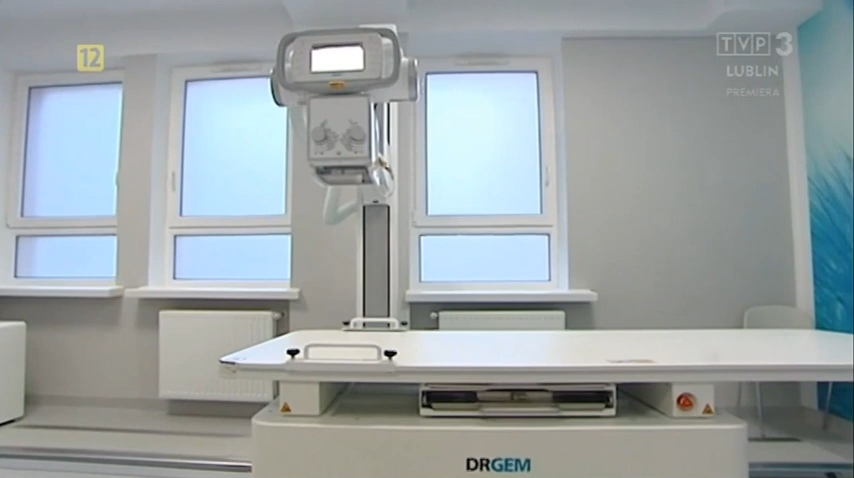 12
TVP3
LUBLIN
PREMIERA
DRGEM